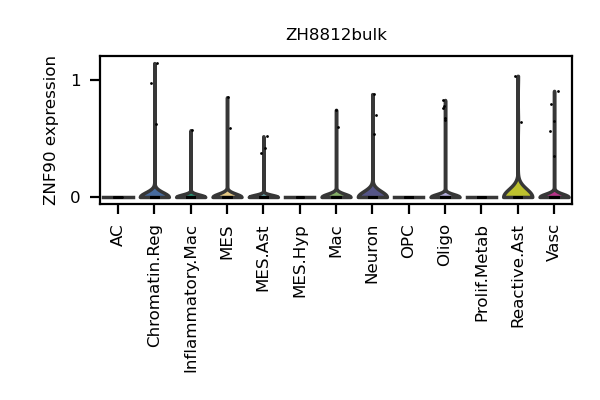 ZH8812bulk
ZNF90 expression
1
0
AC
Chromatin.Reg
Inflammatory.Mac
MES
MES.Ast
MES.Hyp
Mac
Neuron
OPC
Oligo
Prolif.Metab
Reactive.Ast
Vasc